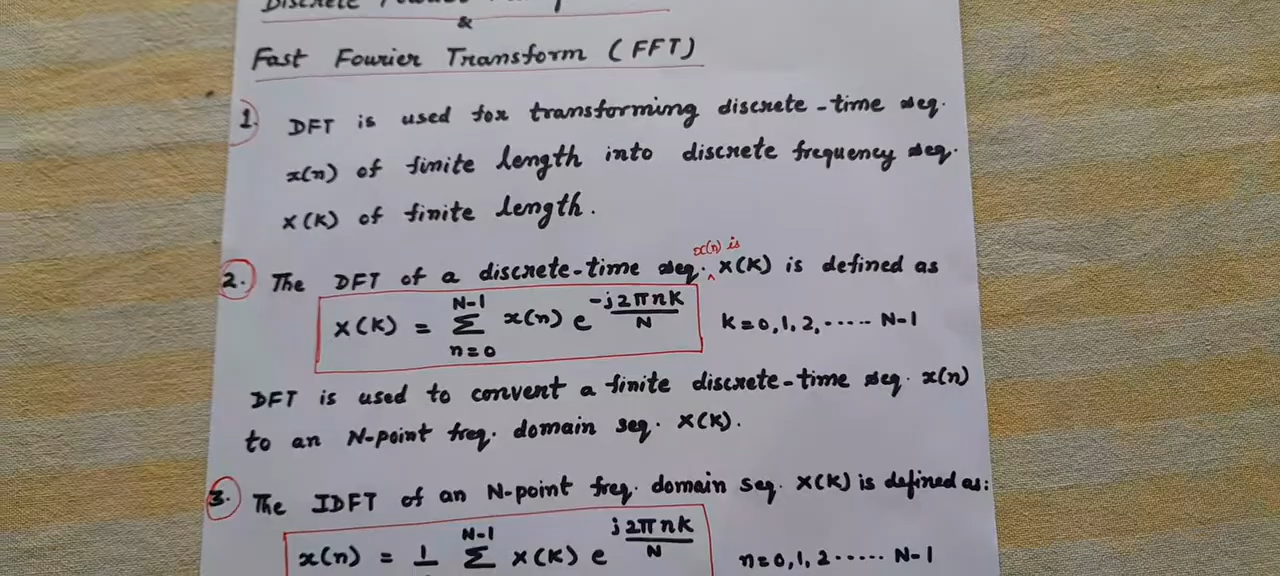 &
Fast Fourier Transform (FFT)
1. DFT is used for transforming discrete-time seq.
x(n) of finite length into discrete frequency seq.
X(K) of finite length.
x(n) is
2. The DFT of a discrete-time seq. ^ X(K) is defined as
X(K) = N-1 Σ n=0 x(n) e -j2πnK/N K=0,1,2,..... N-1
DFT is used to convert a finite discrete-time seq. x(n)
to an N-point freq. domain seq. X(K).
3. The IDFT of an N-point freq. domain seq. X(K) is defined as:
x(n) = 1 N-1 Σ X(K) e j2πnK/N n=0,1,2..... N-1